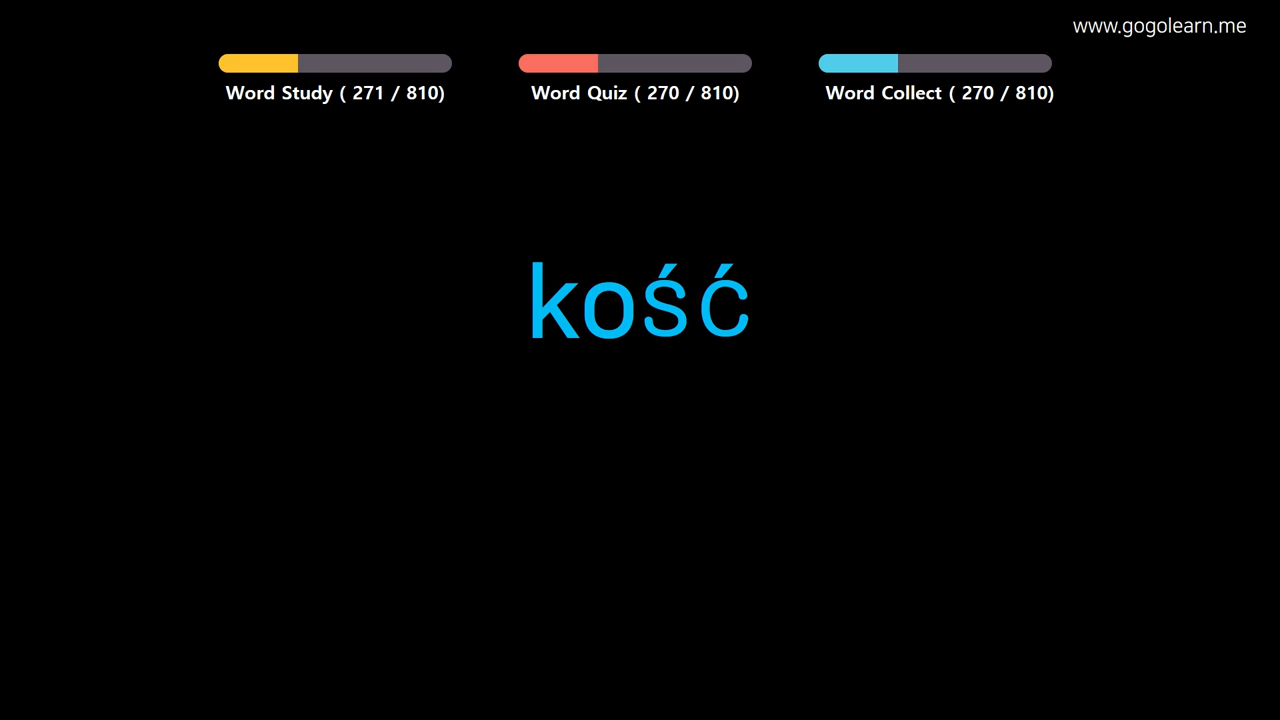 www.gogolearn.me
Word Study ( 271 / 810)
Word Quiz ( 270 / 810)
Word Collect ( 270 / 810)
kość